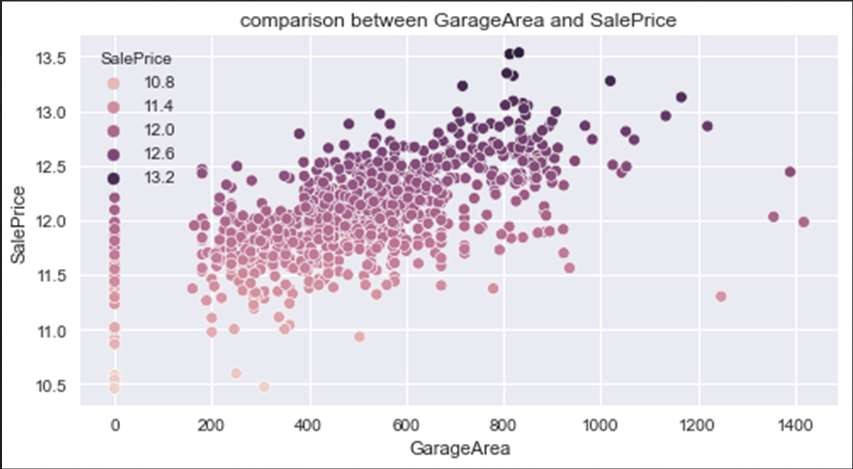 comparison between GarageArea and SalePrice
SalePrice
10.8
11.4
12.0
12.6
13.2
13.5
13.0
12.5
12.0
11.5
11.0
10.5
SalePrice
0 200 400 600 800 1000 1200 1400
GarageArea